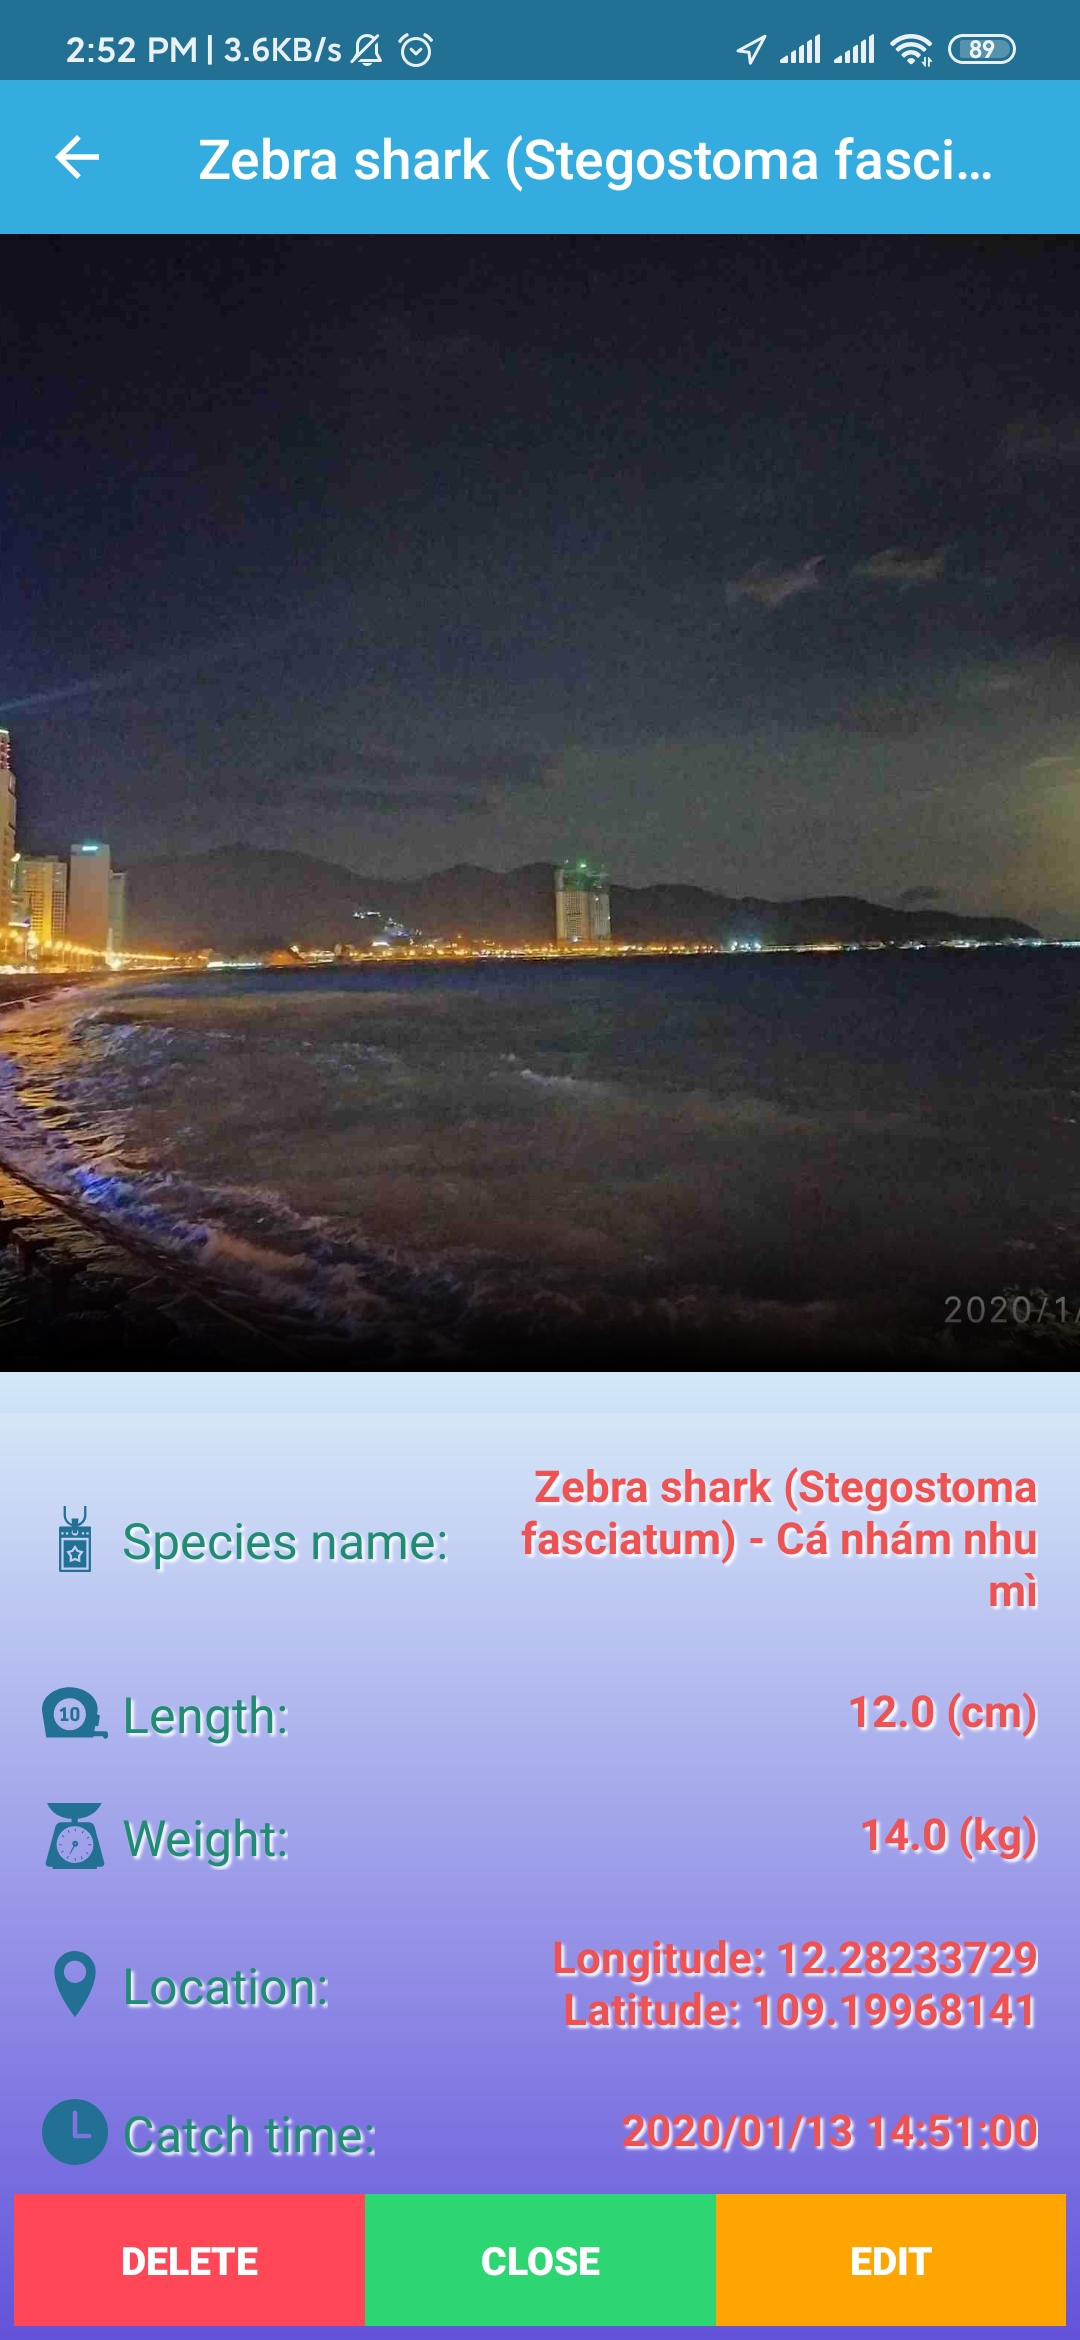 2:52 PM | 3.6KB/s
89
Zebra shark (Stegostoma fasci...
2020/1/
Species name:
Zebra shark (Stegostoma
fasciatum) - Cá nhám nhu
mì
10
Length:
12.0 (cm)
Weight:
14.0 (kg)
Location:
Longitude: 12.28233729
Latitude: 109.19968141
Catch time:
2020/01/13 14:51:00
DELETE
CLOSE
EDIT